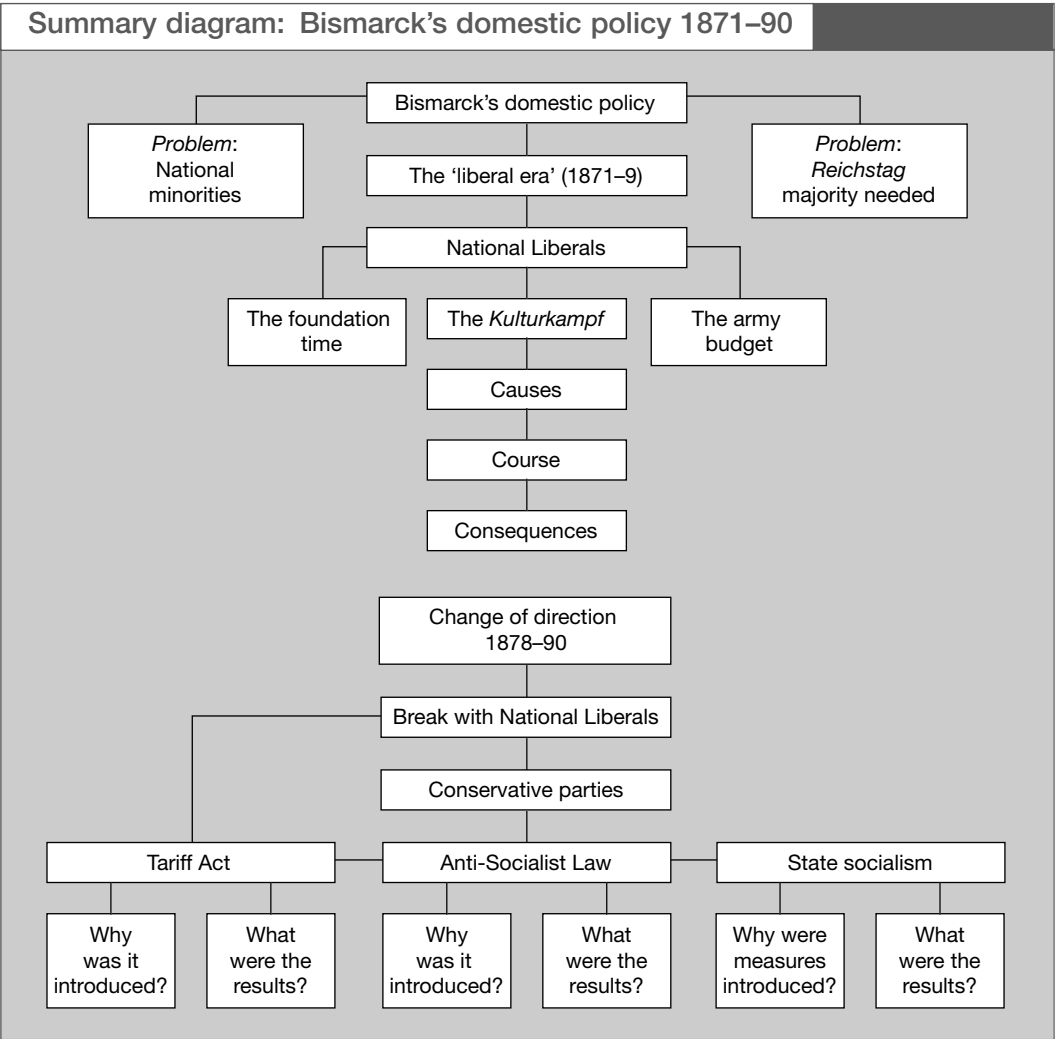 Summary diagram: Bismarck's domestic policy 1871–90
Bismarck's domestic policy
Problem:
National
minorities
The 'liberal era' (1871–9)
Problem:
Reichstag
majority needed
National Liberals
The foundation
time
The Kulturkampf
The army
budget
Causes
Course
Consequences
Change of direction
1878–90
Break with National Liberals
Conservative parties
Tariff Act
Anti-Socialist Law
State socialism
Why
was it
introduced?
What
were the
results?
Why
was it
introduced?
What
were the
results?
Why were
measures
introduced?
What
were the
results?